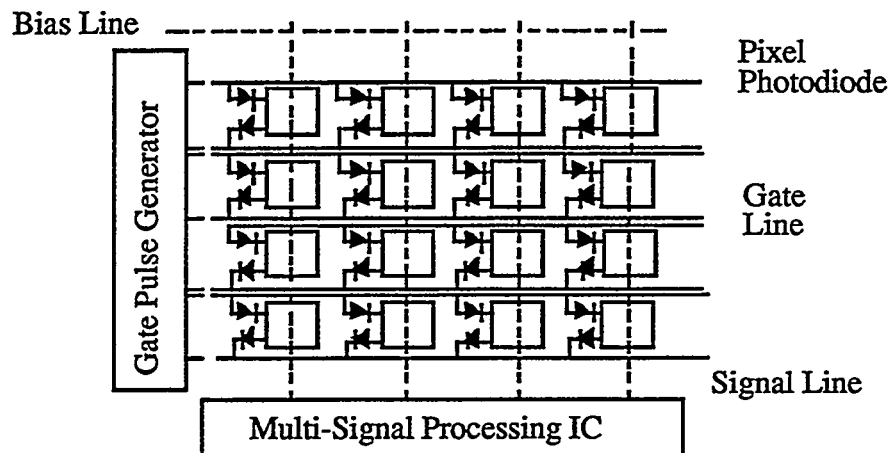 Bias Line
Pixel
Photodiode
Gate Pulse Generator
Gate
Line
Signal Line
Multi-Signal Processing IC